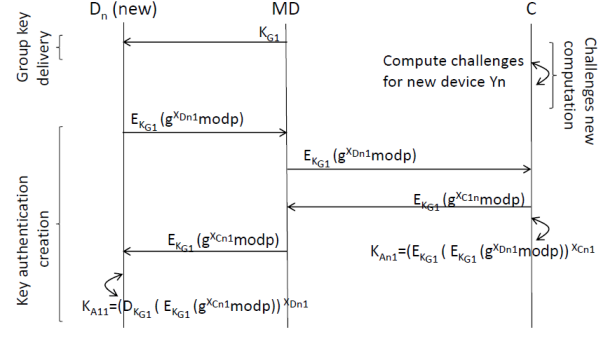 Dn (new)
MD
C
Group key
delivery
KG1
Compute challenges
for new device Yn
Challenges new
computation
EKG1(gXDn1modp)
EKG1(gXDn1modp)
EKG1(gXC1nmodp)
Key authentication
creation
EKG1(gXCn1modp)
KAn1=(EKG1( EKG1(gXDn1modp)) XCn1
KA11=(DKG1( EKG1(gXCn1modp)) XDn1